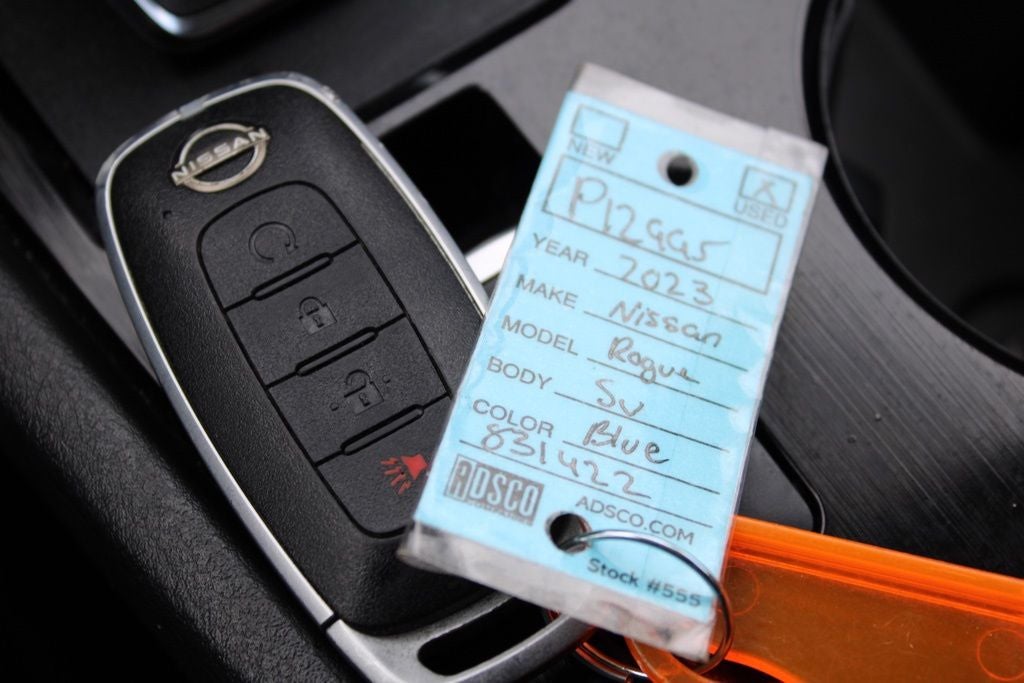 NISSAN
NEW
X
USED
P12995
YEAR 2023
MAKE Nissan
MODEL Rogue
BODY SV
COLOR Blue
831422
ADSCO
ADSCO.COM
Stock #555